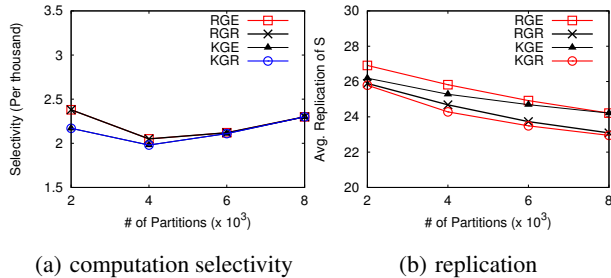 3.5
3
2.5
2
1.5
2
4
6
8
Selectivity (Per thousand)
# of Partitions (x 10^3)
RGE
RGR
KGE
KGR
(a) computation selectivity
30
28
26
24
22
20
2
4
6
8
Avg. Replication of S
# of Partitions (x 10^3)
RGE
RGR
KGE
KGR
(b) replication